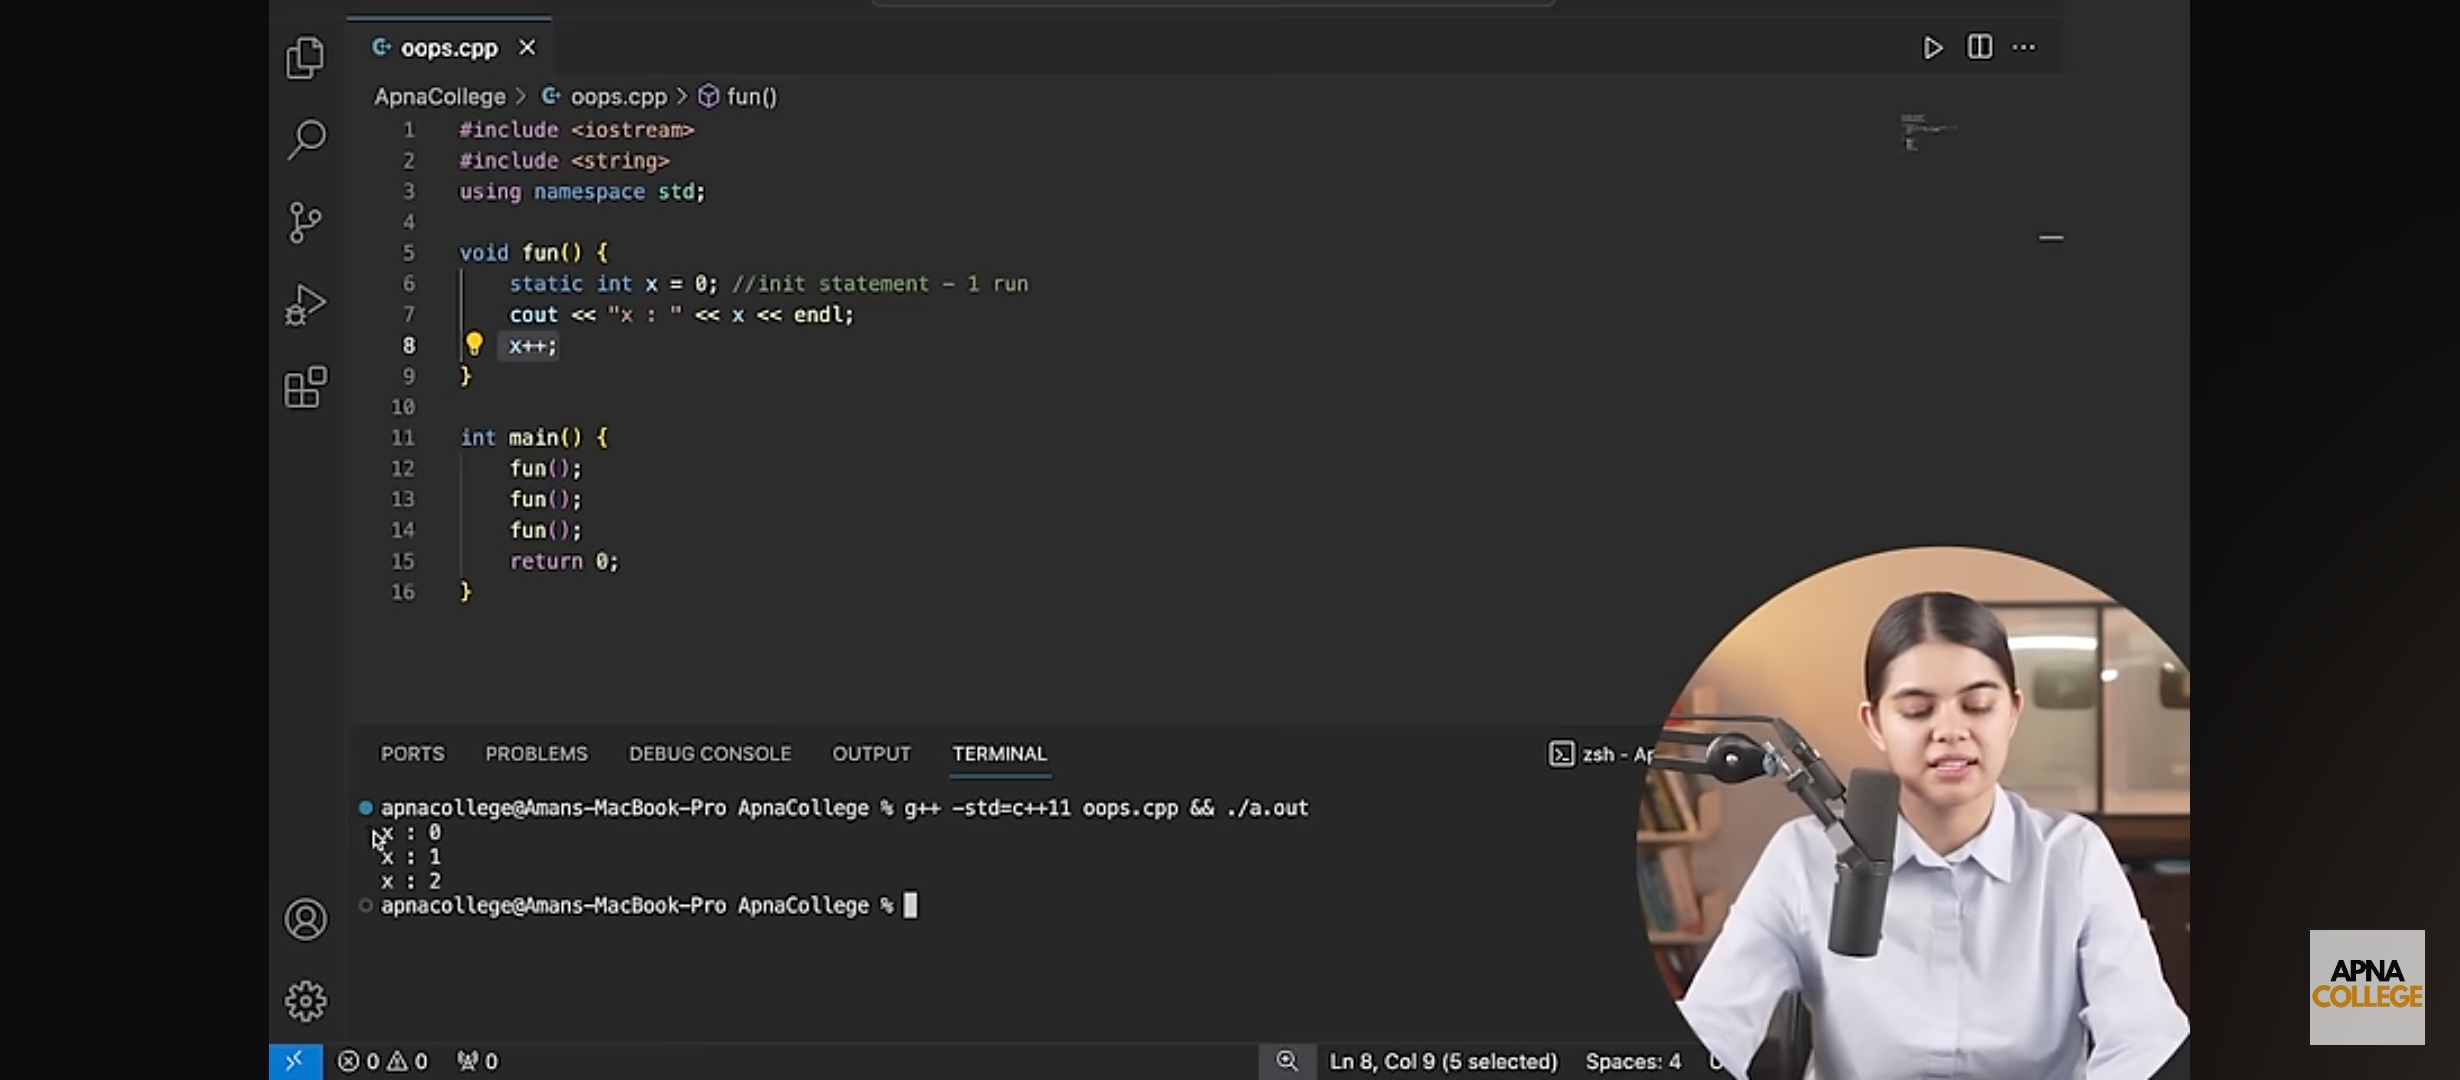 oops.cpp
ApnaCollege > oops.cpp > fun()
1 #include <iostream>
2 #include <string>
3 using namespace std;
4
5 void fun() {
6 static int x = 0; //init statement - 1 run
7 cout << "x : " << x << endl;
8 x++;
9 }
10
11 int main() {
12 fun();
13 fun();
14 fun();
15 return 0;
16 }
PORTS PROBLEMS DEBUG CONSOLE OUTPUT TERMINAL zsh - Ap
apnacollege@Amans-MacBook-Pro ApnaCollege % g++ -std=c++11 oops.cpp && ./a.out
x : 0
x : 1
x : 2
apnacollege@Amans-MacBook-Pro ApnaCollege %
0 0 0 Ln 8, Col 9 (5 selected) Spaces: 4
APNA
COLLEGE